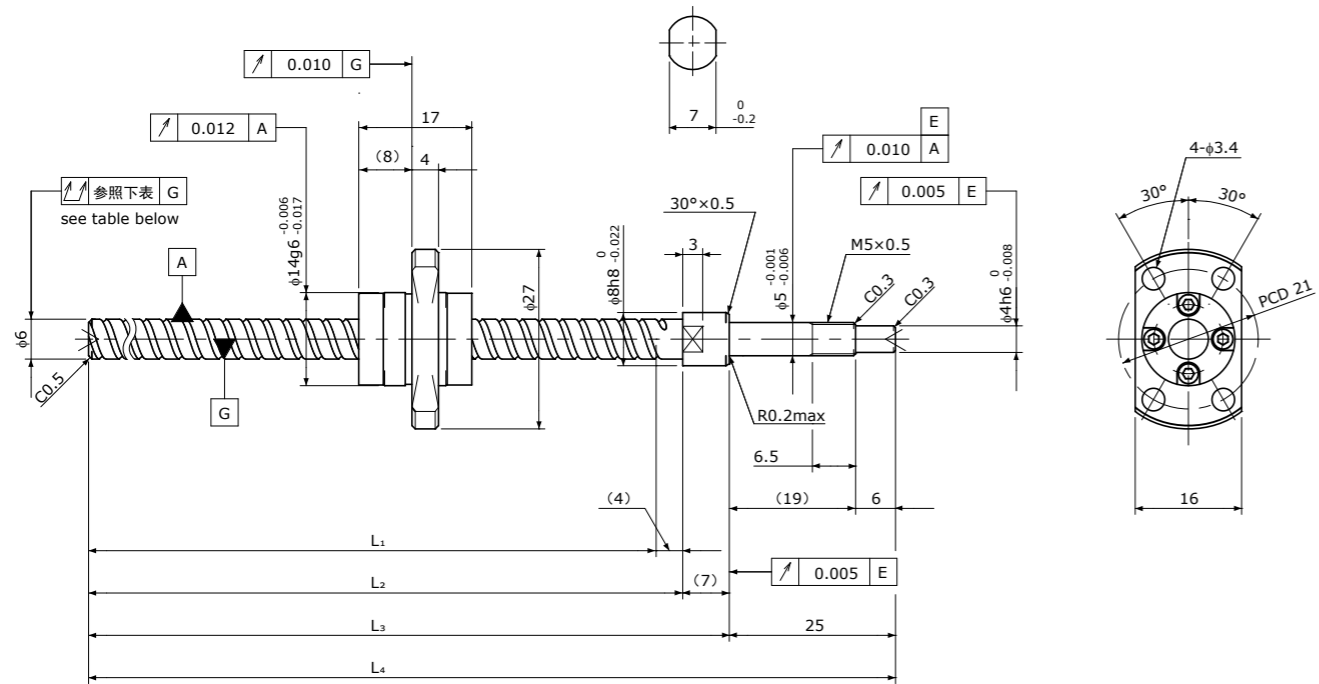 0.010 G
7 0 -0.2
17
0.012 A
(8) 4
E
0.010 A
4-φ3.4
参照下表 G
see table below
0.005 E
30° 30°
30°×0.5
3
M5×0.5
A
φ14g6 -0.006 -0.017
φ27
φ8h8 0 -0.022
φ5 -0.001 -0.006
C0.3
C0.3
φ4h6 0 -0.008
PCD 21
φ6
C0.5
G
R0.2max
6.5
(4)
(19) 6
16
L₁
L₂
(7)
0.005 E
L₃
25
L₄